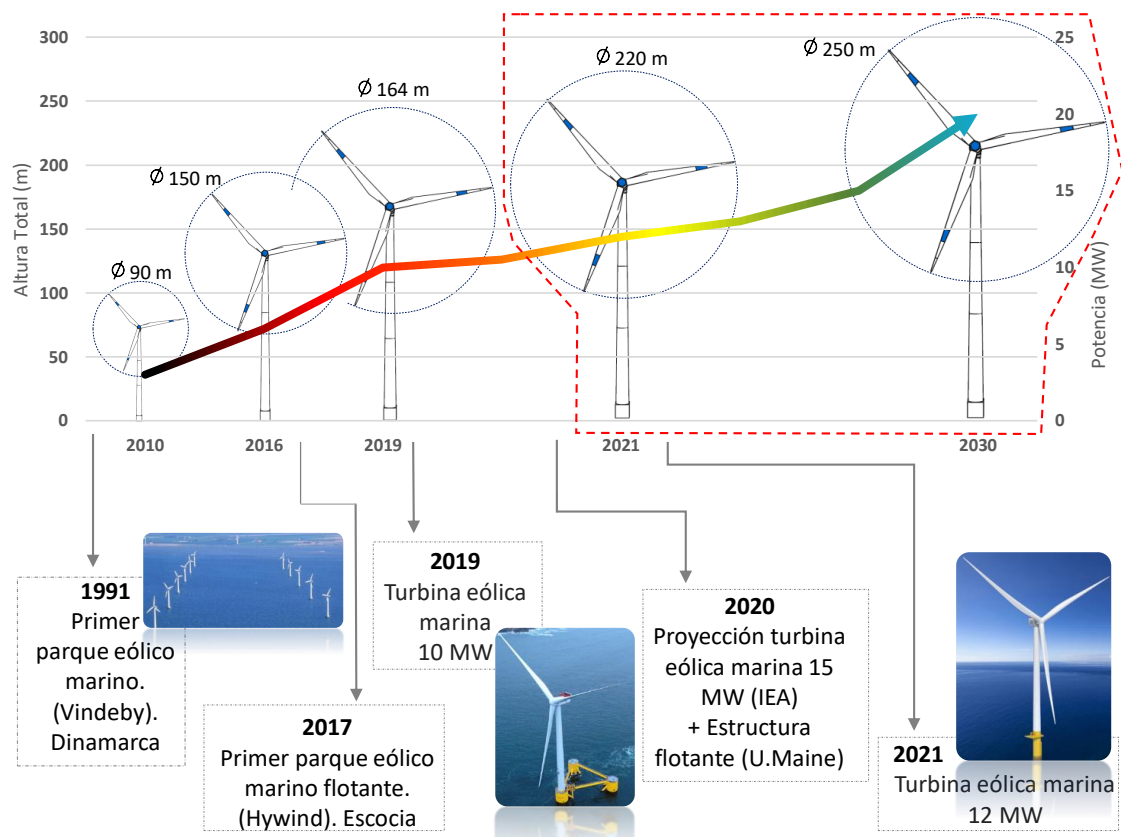 300
250
200
150
100
50
0
Altura Total (m)
25
20
15
10
5
0
Potencia (MW)
Ø 90 m
Ø 150 m
Ø 164 m
Ø 220 m
Ø 250 m
2010
2016
2019
2021
2030
1991
Primer
parque eólico
marino.
(Vindeby).
Dinamarca
2017
Primer parque eólico
marino flotante.
(Hywind). Escocia
2019
Turbina eólica
marina
10 MW
2020
Proyección turbina
eólica marina 15
MW (IEA)
+ Estructura
flotante (U.Maine)
2021
Turbina eólica marina
12 MW